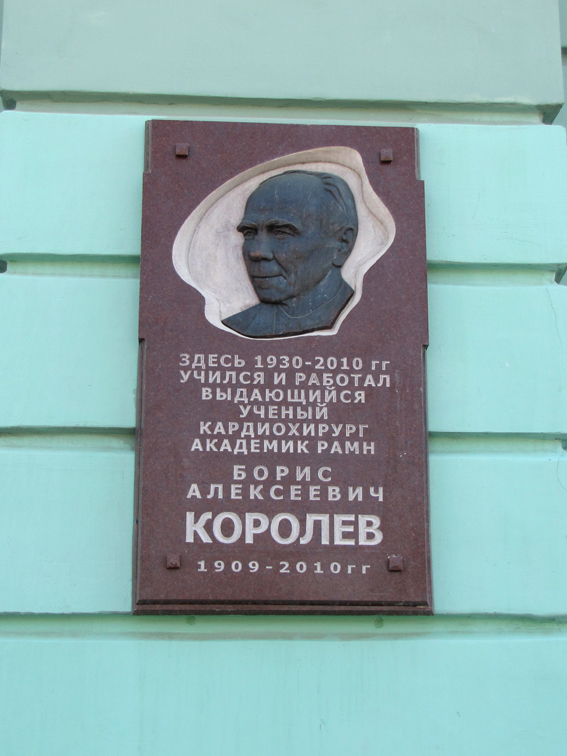 ЗДЕСЬ 1930-2010 гг
УЧИЛСЯ И РАБОТАЛ
ВЫДАЮЩИЙСЯ
УЧЕНЫЙ
КАРДИОХИРУРГ
АКАДЕМИК РАМН
БОРИС
АЛЕКСЕЕВИЧ
КОРОЛЕВ
1909-2010гг